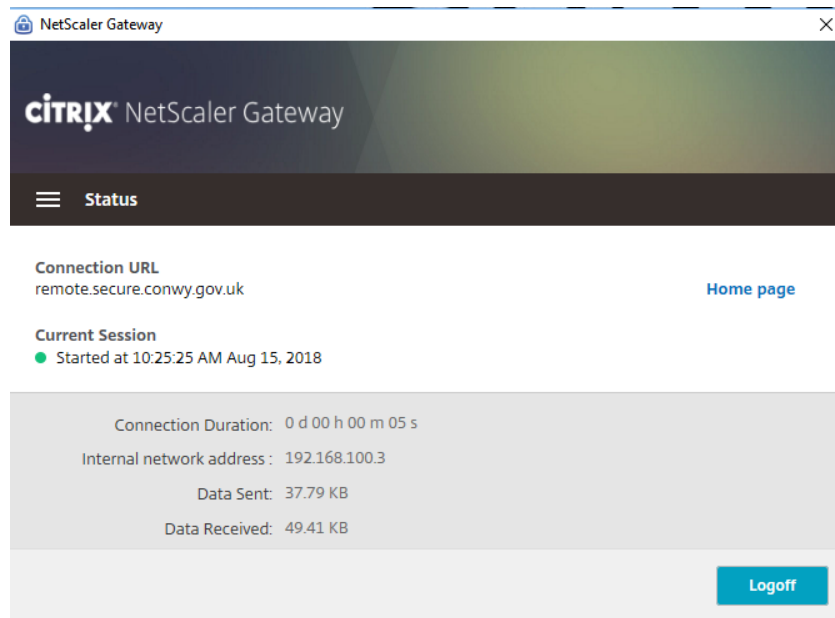 NetScaler Gateway
CİTRIX® NetScaler Gateway
Status
Connection URL
remote.secure.conwy.gov.uk
Home page
Current Session
Started at 10:25:25 AM Aug 15, 2018
Connection Duration: 0 d 00 h 00 m 05 s
Internal network address : 192.168.100.3
Data Sent: 37.79 KB
Data Received: 49.41 KB
Logoff